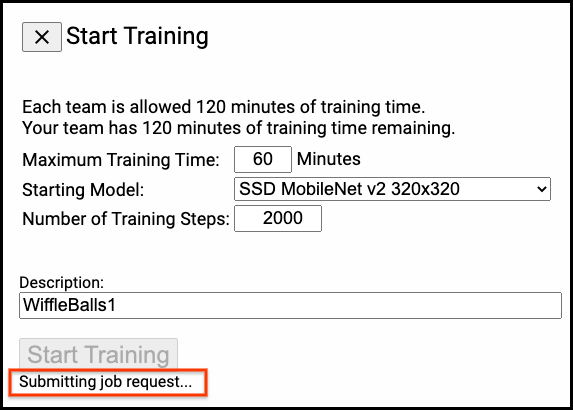 × Start Training
Each team is allowed 120 minutes of training time.
Your team has 120 minutes of training time remaining.
Maximum Training Time: 60 Minutes
Starting Model: SSD MobileNet v2 320x320
Number of Training Steps: 2000
Description:
WiffleBalls1
Start Training
Submitting job request...